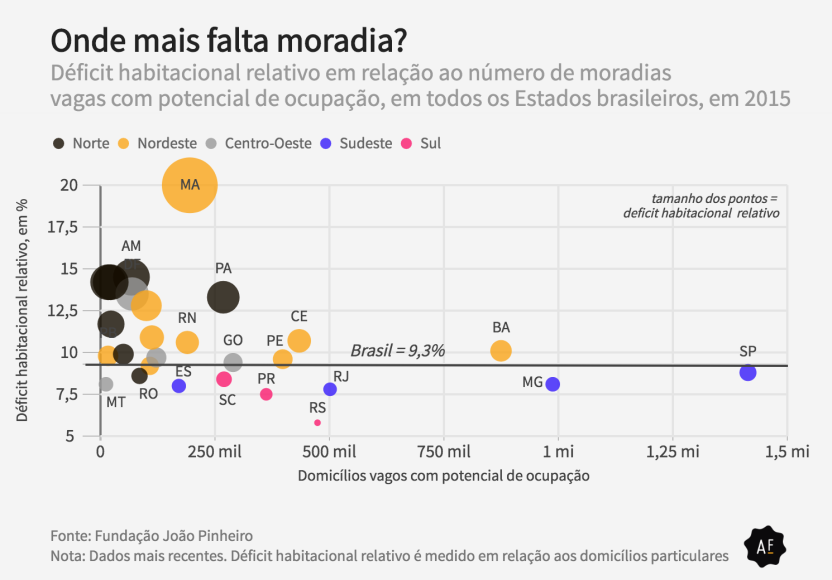 Onde mais falta moradia?
Déficit habitacional relativo em relação ao número de moradias
vagas com potencial de ocupação, em todos os Estados brasileiros, em 2015
Norte Nordeste Centro-Oeste Sudeste Sul
tamanho dos pontos =
deficit habitacional relativo
Déficit habitacional relativo, em %
20
17,5
15
12,5
10
7,5
5
MA
AM
PA
RN
CE
GO
PE
Brasil = 9,3%
BA
SP
ES
MT
RO
SC
PR
RS
RJ
MG
0 250 mil 500 mil 750 mil 1 mi 1,25 mi 1,5 mi
Domicílios vagos com potencial de ocupação
Fonte: Fundação João Pinheiro
Nota: Dados mais recentes. Déficit habitacional relativo é medido em relação aos domicílios particulares
AF